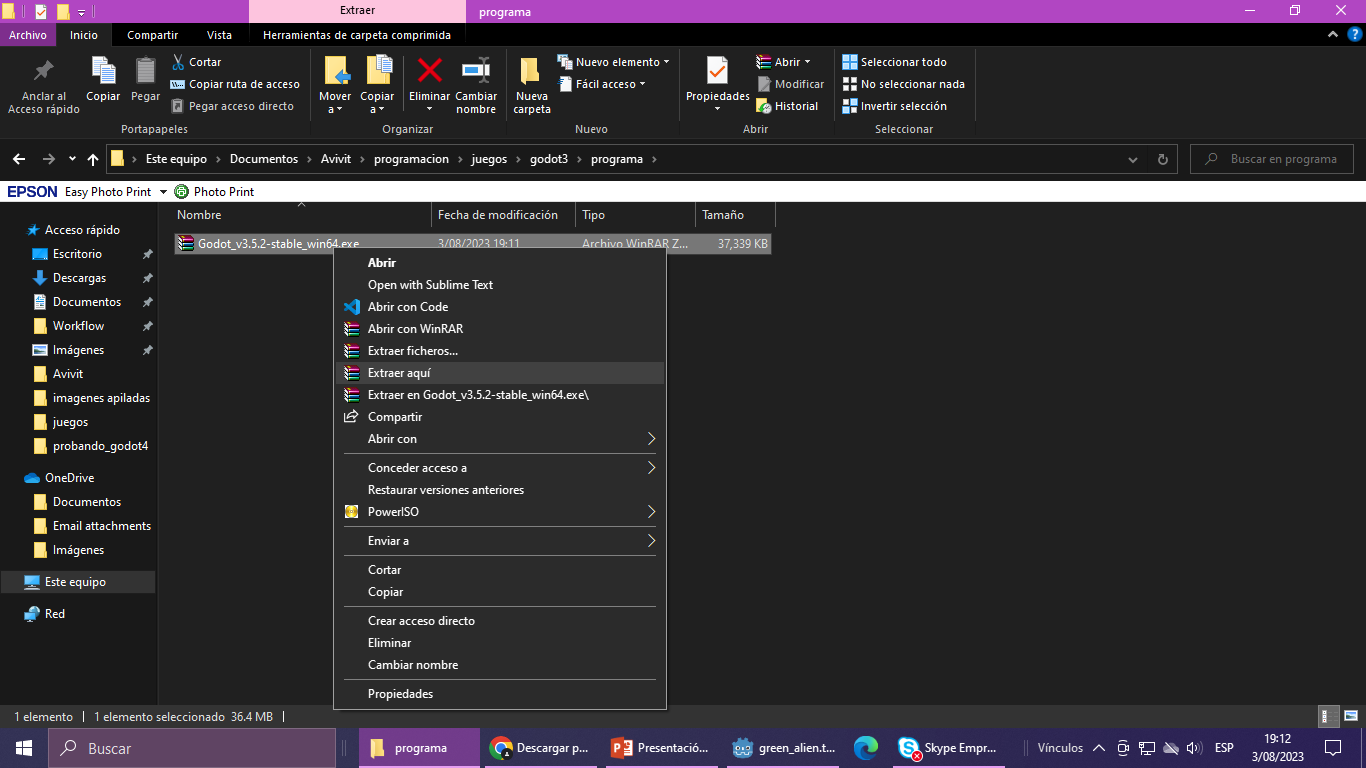 Extraer
programa
Archivo
Inicio
Compartir
Vista
Herramientas de carpeta comprimida
Anclar al
Acceso rápido
Copiar
Pegar
Cortar
Copiar ruta de acceso
Pegar acceso directo
Portapapeles
Mover
a
Copiar
a
Eliminar
Cambiar
nombre
Organizar
Nueva
carpeta
Nuevo elemento
Fácil acceso
Nuevo
Propiedades
Abrir
Modificar
Historial
Abrir
Seleccionar todo
No seleccionar nada
Invertir selección
Seleccionar
Este equipo > Documentos > Avivit > programacion > juegos > godot3 > programa >
Buscar en programa
EPSON Easy Photo Print
Photo Print
Nombre
Fecha de modificación
Tipo
Tamaño
Godot_v3.5.2-stable_win64.exe
3/08/2023 19:11
Archivo WinRAR Z...
37,339 KB
Acceso rápido
Escritorio
Descargas
Documentos
Workflow
Imágenes
Avivit
imagenes apiladas
juegos
probando_godot4
OneDrive
Documentos
Email attachments
Imágenes
Este equipo
Red
Abrir
Open with Sublime Text
Abrir con Code
Abrir con WinRAR
Extraer ficheros...
Extraer aquí
Extraer en Godot_v3.5.2-stable_win64.exe\
Compartir
Abrir con
Conceder acceso a
Restaurar versiones anteriores
PowerISO
Enviar a
Cortar
Copiar
Crear acceso directo
Eliminar
Cambiar nombre
Propiedades
1 elemento
1 elemento seleccionado 36.4 MB
Buscar
programa
Descargar p...
Presentació...
green_alien.t...
Skype Empr...
Vínculos
ESP
19:12
3/08/2023